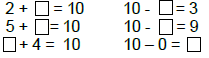 2 + □ = 10 10 - □ = 3
5 + □ = 10 10 - □ = 9
□ + 4 = 10 10 – 0 = □